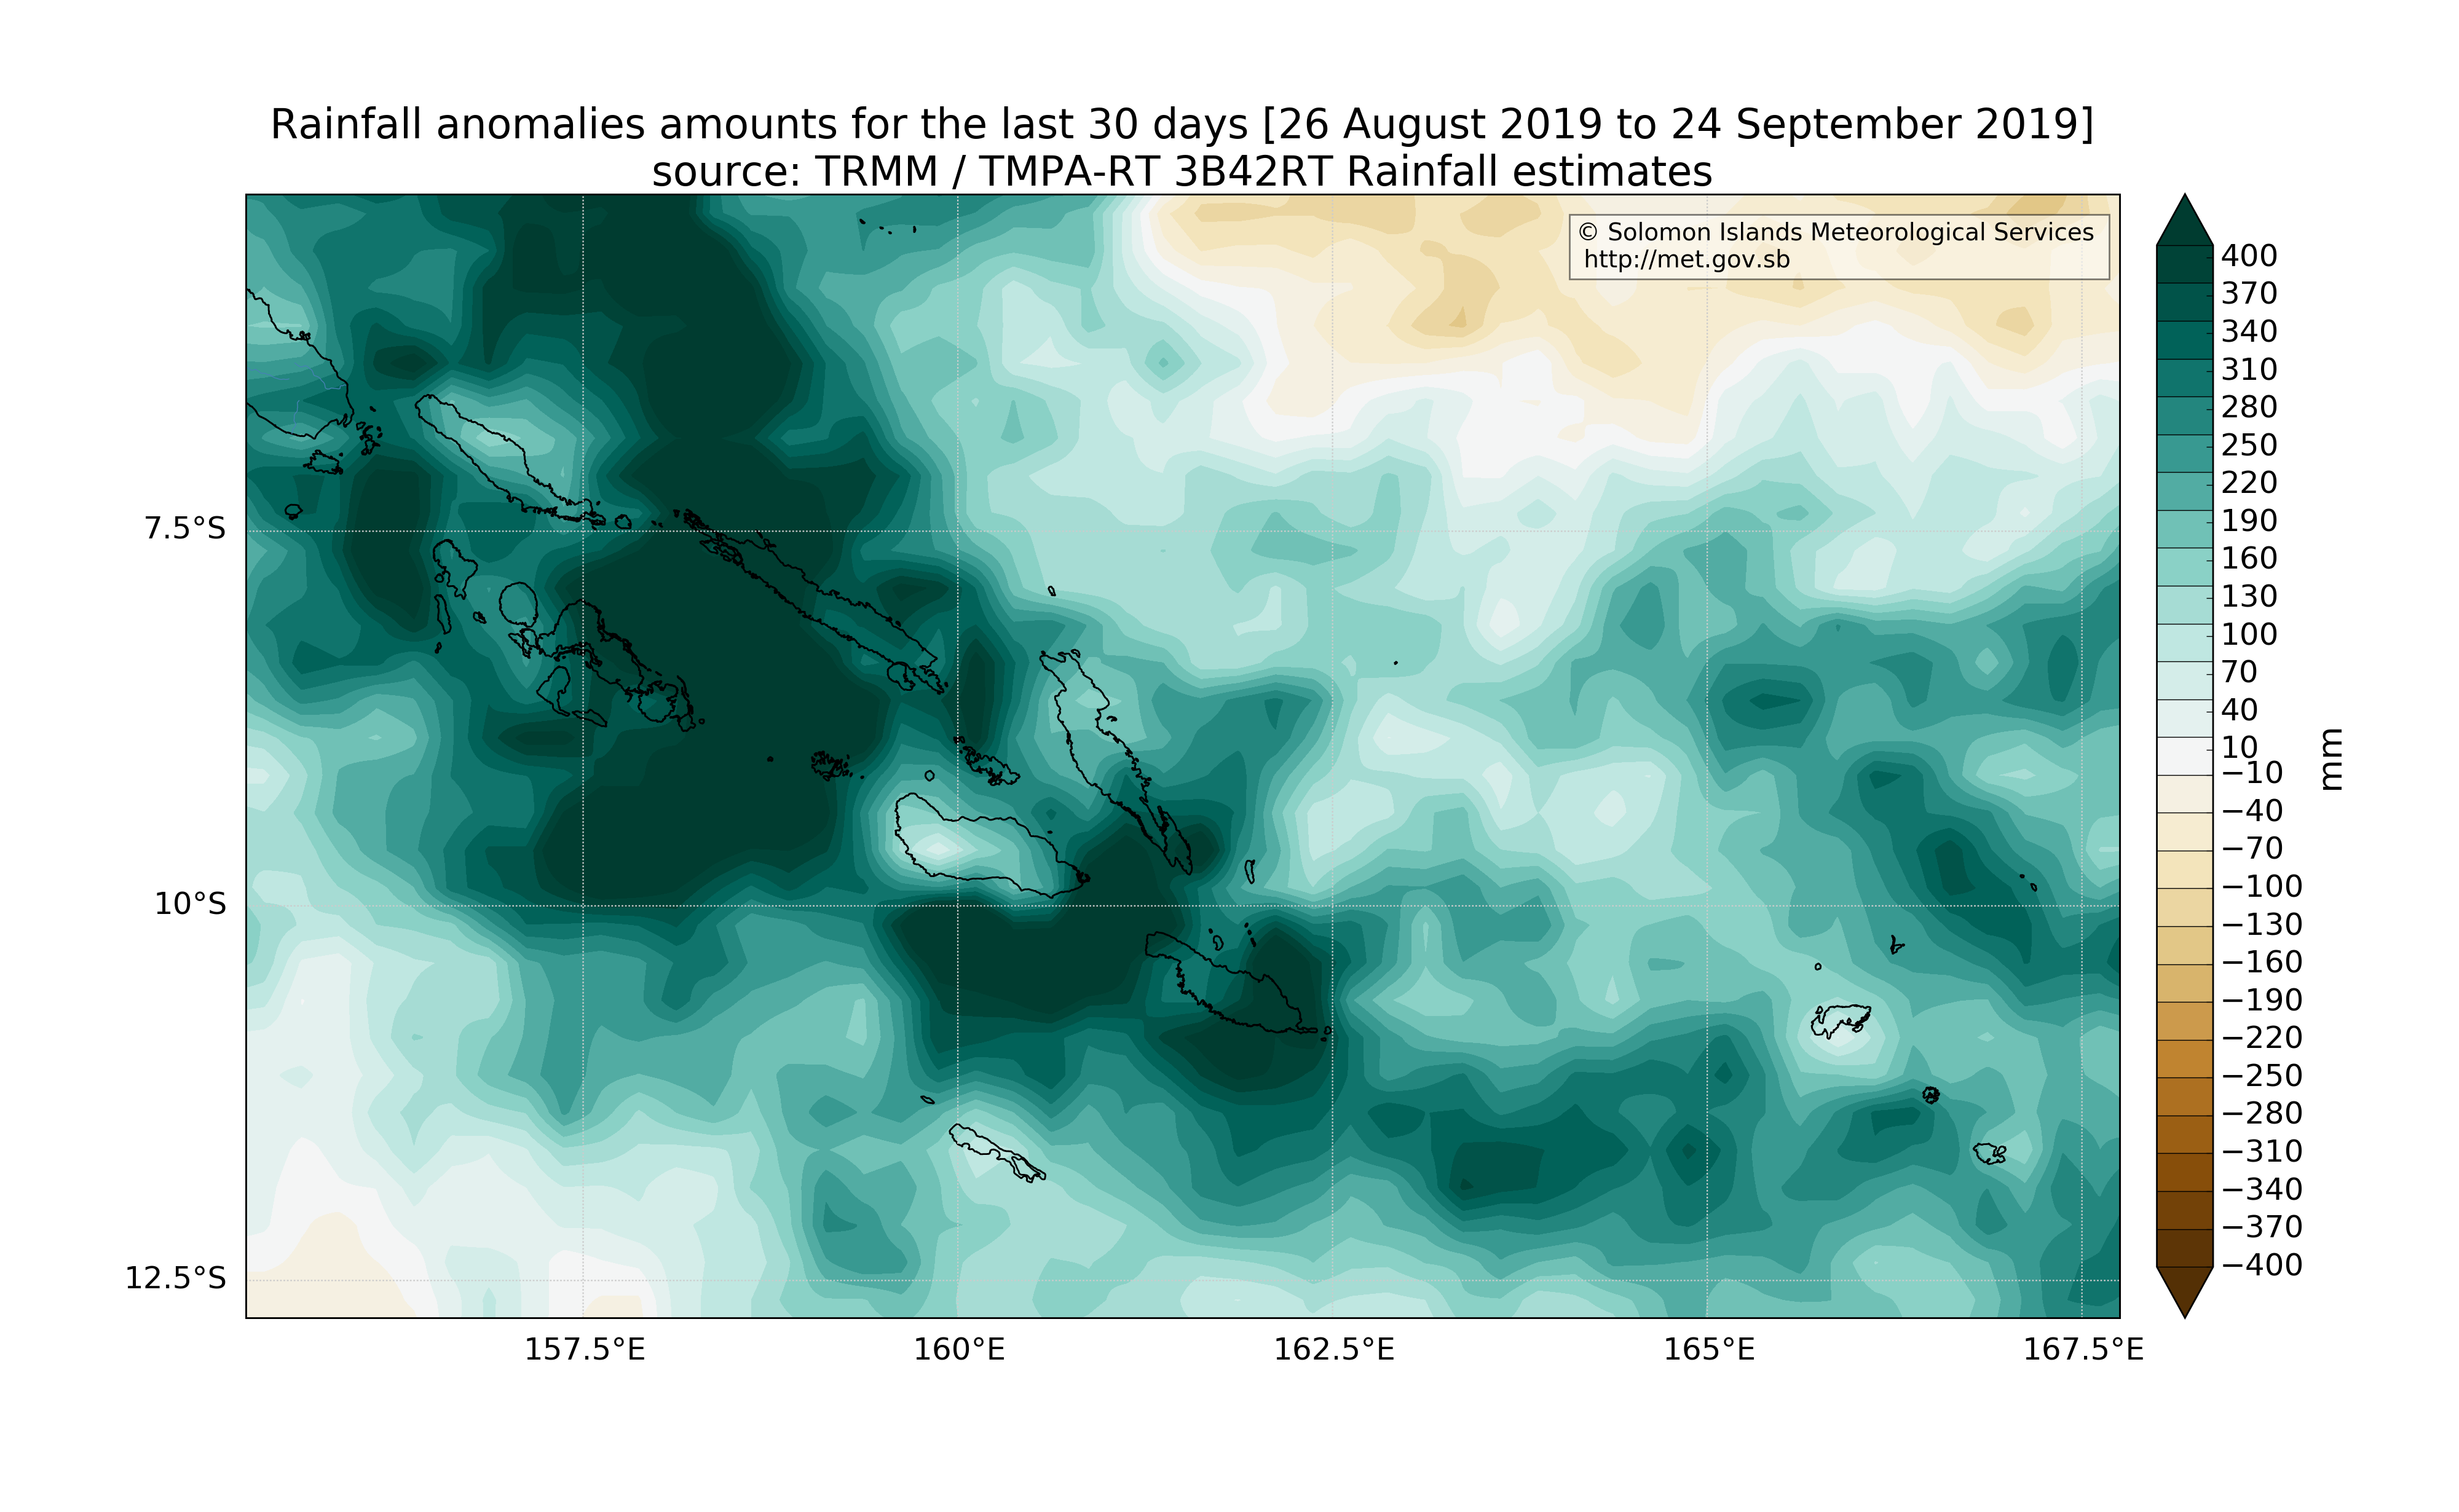 Rainfall anomalies amounts for the last 30 days [26 August 2019 to 24 September 2019]
source: TRMM / TMPA-RT 3B42RT Rainfall estimates
© Solomon Islands Meteorological Services
http://met.gov.sb
7.5°S
10°S
12.5°S
157.5°E
160°E
162.5°E
165°E
167.5°E
400
370
340
310
280
250
220
190
160
130
100
70
40
10
−10
−40
−70
−100
−130
−160
−190
−220
−250
−280
−310
−340
−370
−400
mm